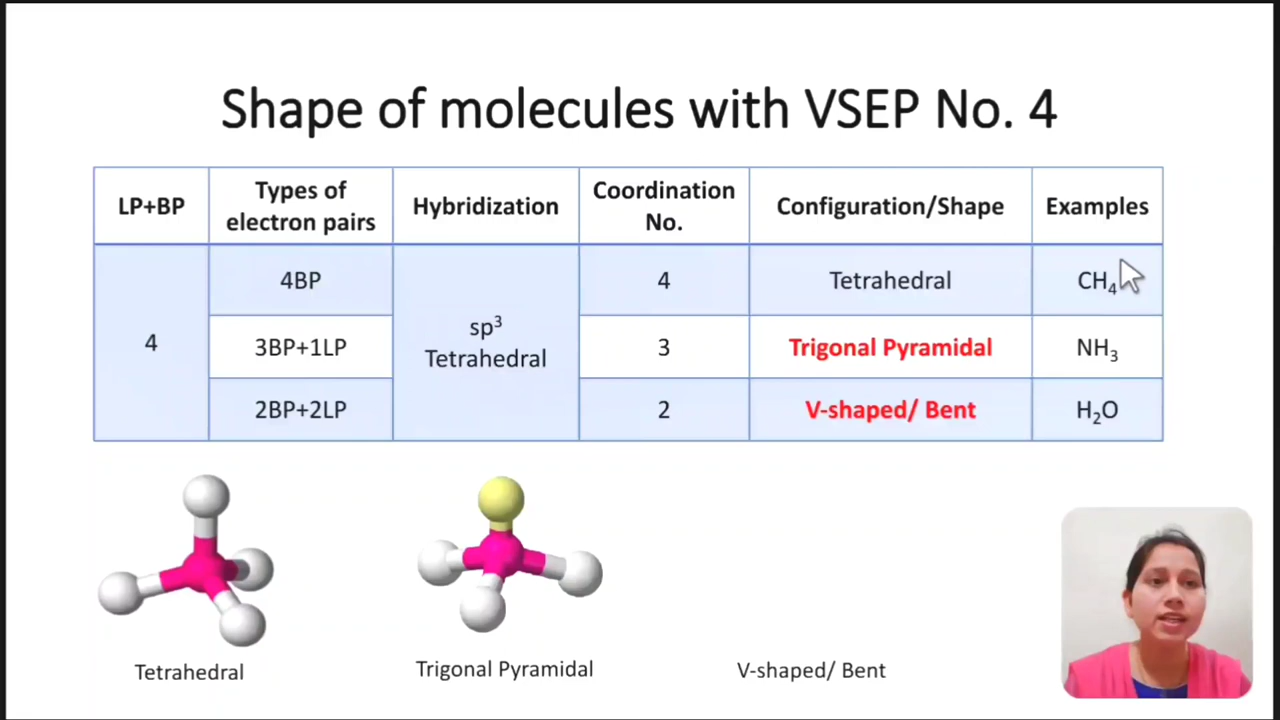 Shape of molecules with VSEP No. 4
LP+BP
Types of
electron pairs
Hybridization
Coordination
No.
Configuration/Shape
Examples
4
4BP
sp³
Tetrahedral
4
Tetrahedral
CH₄
3BP+1LP
3
Trigonal Pyramidal
NH₃
2BP+2LP
2
V-shaped/ Bent
H₂O
Tetrahedral
Trigonal Pyramidal
V-shaped/ Bent